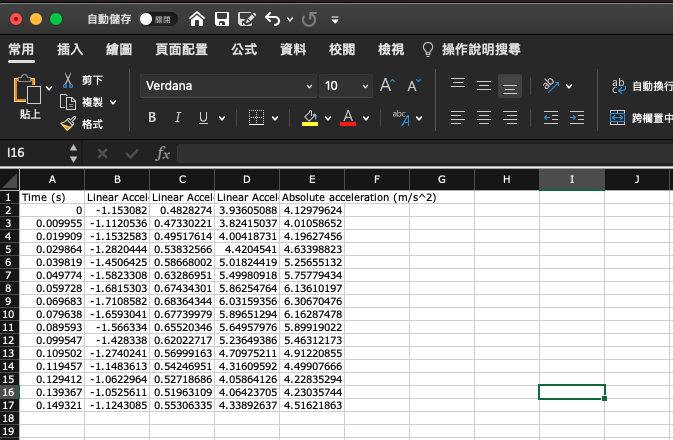 自動儲存 關閉
常用 插入 繪圖 頁面配置 公式 資料 校閱 檢視 操作說明搜尋
貼上 剪下 複製 格式
Verdana 10 A A
B I U A abc A
ab 自動換行
跨欄置中
I16 fx
A B C D E F G H I J
1 Time (s) Linear Accel Linear Accel Linear Accel Absolute acceleration (m/s^2)
2 0 -1.153082 0.4828274 3.93605088 4.12979624
3 0.009955 -1.1120536 0.47330221 3.82415037 4.01058652
4 0.019909 -1.1532583 0.49517614 4.00418731 4.19627456
5 0.029864 -1.2820444 0.53832566 4.4204541 4.63398823
6 0.039819 -1.4506425 0.58668002 5.01824419 5.25655132
7 0.049774 -1.5823308 0.63286951 5.49980918 5.75779434
8 0.059728 -1.6815303 0.67434301 5.86254764 6.13610197
9 0.069683 -1.7108582 0.68364344 6.03159356 6.30670476
10 0.079638 -1.6593041 0.67739979 5.89651294 6.16287478
11 0.089593 -1.566334 0.65520346 5.64957976 5.89919022
12 0.099547 -1.428338 0.62022717 5.23649386 5.46312173
13 0.109502 -1.2740241 0.56999163 4.70975211 4.91220855
14 0.119457 -1.1483613 0.54246951 4.31609592 4.49907666
15 0.129412 -1.0622964 0.52718686 4.05864126 4.22835294
16 0.139367 -1.0525611 0.51963109 4.06423705 4.23035744
17 0.149321 -1.1243085 0.55306335 4.33892637 4.51621863
18
19